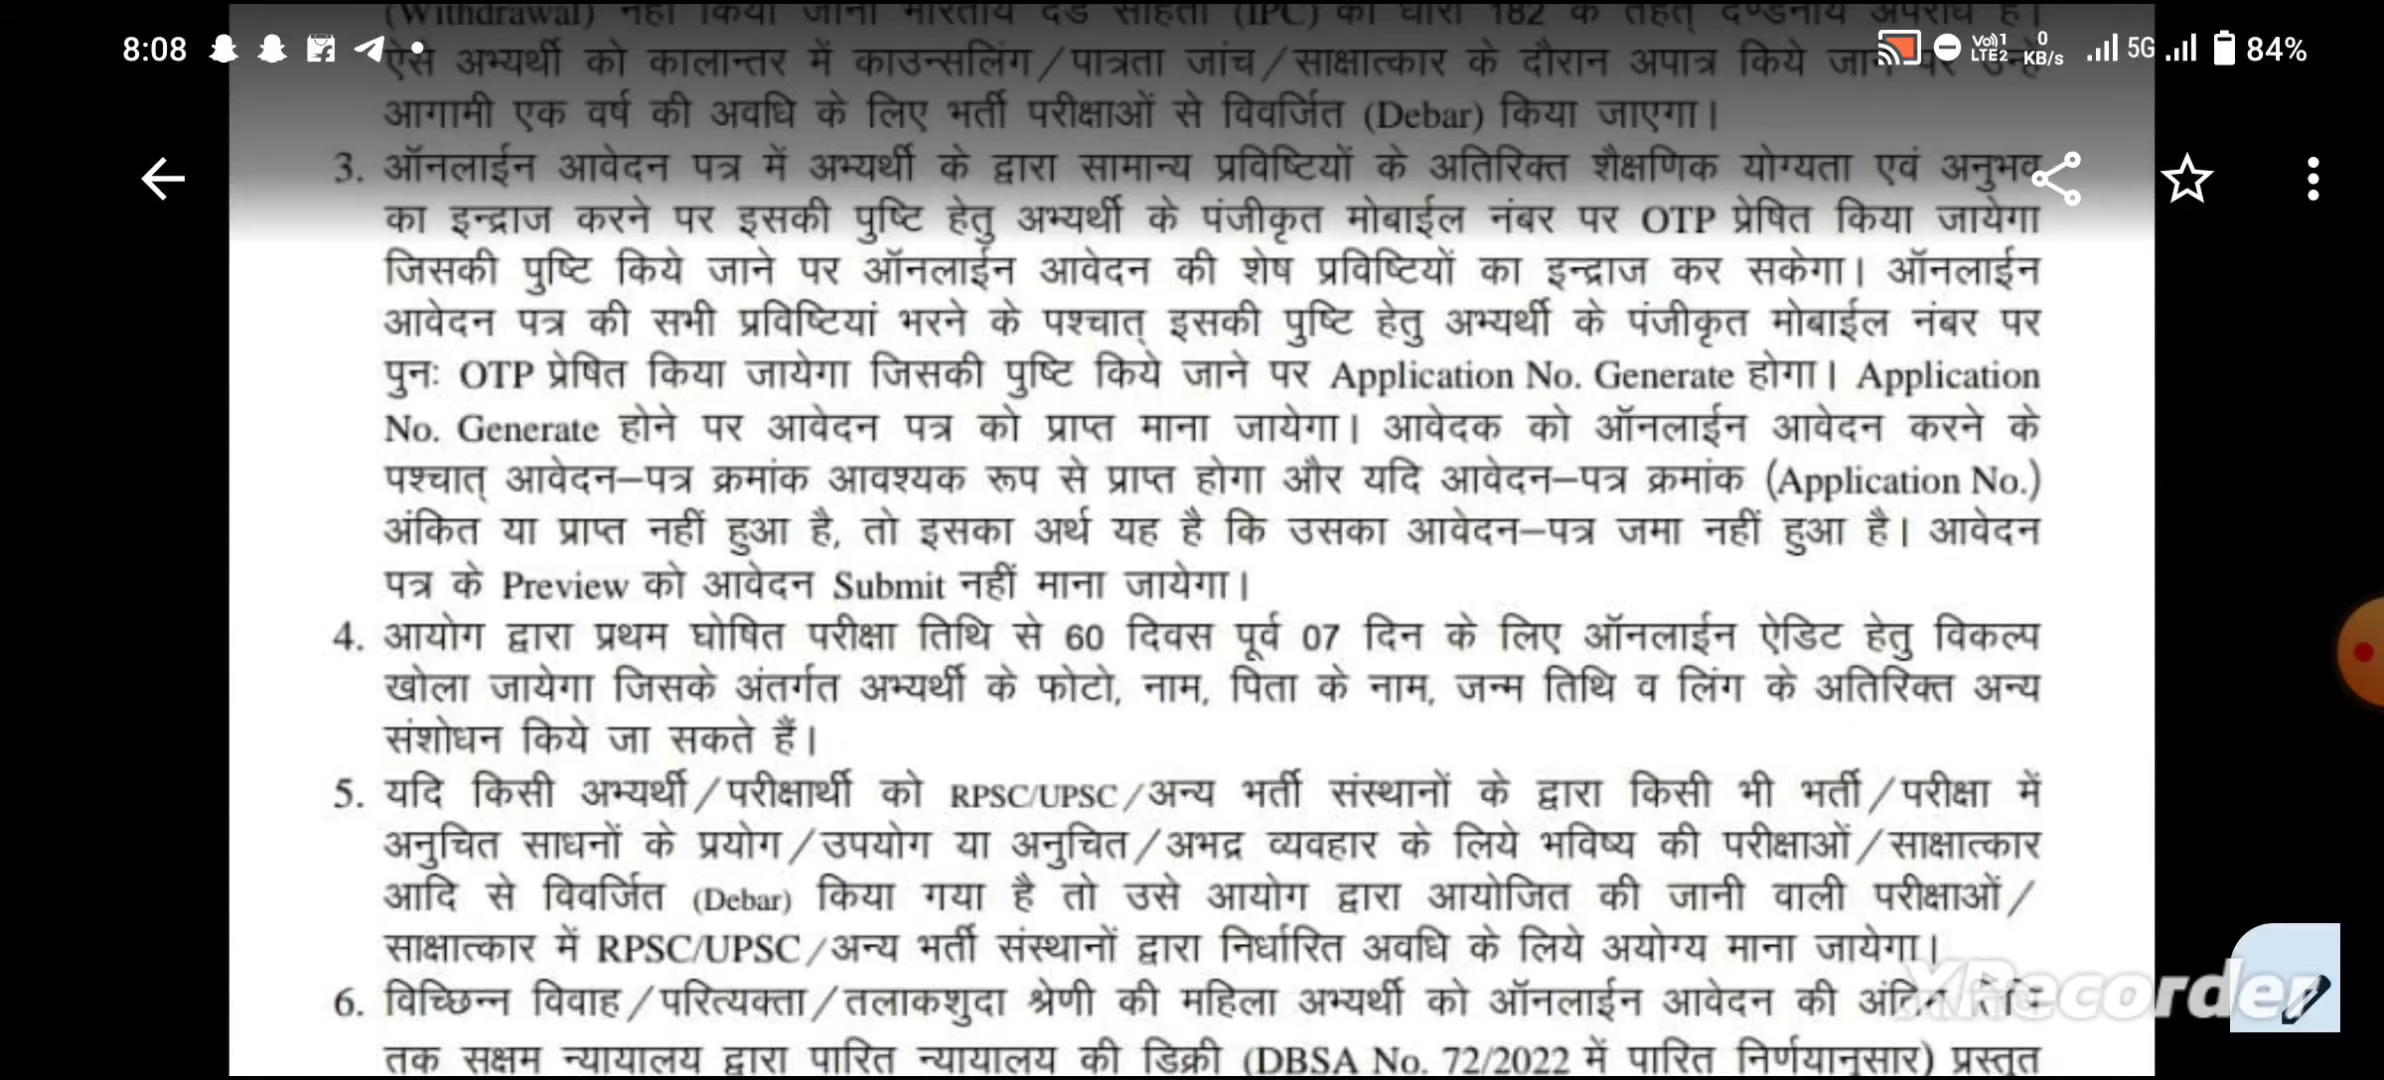 (Withdrawal) नहीं किया जाना भारतीय दंड संहिता (IPC) की धारा 182 के तहत् दण्डनीय अपराध है।
8:08
Vo)) 1 LTE2
0 KB/s
5G
84%
ऐसे अभ्यर्थी को कालान्तर में काउन्सलिंग/पात्रता जांच/साक्षात्कार के दौरान अपात्र किये जाने पर उन्हें
आगामी एक वर्ष की अवधि के लिए भर्ती परीक्षाओं से विवर्जित (Debar) किया जाएगा।
3. ऑनलाईन आवेदन पत्र में अभ्यर्थी के द्वारा सामान्य प्रविष्टियों के अतिरिक्त शैक्षणिक योग्यता एवं अनुभव
का इन्द्राज करने पर इसकी पुष्टि हेतु अभ्यर्थी के पंजीकृत मोबाईल नंबर पर OTP प्रेषित किया जायेगा
जिसकी पुष्टि किये जाने पर ऑनलाईन आवेदन की शेष प्रविष्टियों का इन्द्राज कर सकेगा। ऑनलाईन
आवेदन पत्र की सभी प्रविष्टियां भरने के पश्चात् इसकी पुष्टि हेतु अभ्यर्थी के पंजीकृत मोबाईल नंबर पर
पुनः OTP प्रेषित किया जायेगा जिसकी पुष्टि किये जाने पर Application No. Generate होगा। Application
No. Generate होने पर आवेदन पत्र को प्राप्त माना जायेगा। आवेदक को ऑनलाईन आवेदन करने के
पश्चात् आवेदन–पत्र क्रमांक आवश्यक रूप से प्राप्त होगा और यदि आवेदन–पत्र क्रमांक (Application No.)
अंकित या प्राप्त नहीं हुआ है, तो इसका अर्थ यह है कि उसका आवेदन–पत्र जमा नहीं हुआ है। आवेदन
पत्र के Preview को आवेदन Submit नहीं माना जायेगा।
4. आयोग द्वारा प्रथम घोषित परीक्षा तिथि से 60 दिवस पूर्व 07 दिन के लिए ऑनलाईन ऐडिट हेतु विकल्प
खोला जायेगा जिसके अंतर्गत अभ्यर्थी के फोटो, नाम, पिता के नाम, जन्म तिथि व लिंग के अतिरिक्त अन्य
संशोधन किये जा सकते हैं।
5. यदि किसी अभ्यर्थी/परीक्षार्थी को RPSC/UPSC/अन्य भर्ती संस्थानों के द्वारा किसी भी भर्ती/परीक्षा में
अनुचित साधनों के प्रयोग/उपयोग या अनुचित/अभद्र व्यवहार के लिये भविष्य की परीक्षाओं/साक्षात्कार
आदि से विवर्जित (Debar) किया गया है तो उसे आयोग द्वारा आयोजित की जानी वाली परीक्षाओं/
साक्षात्कार में RPSC/UPSC/अन्य भर्ती संस्थानों द्वारा निर्धारित अवधि के लिये अयोग्य माना जायेगा।
6. विच्छिन्न विवाह/परित्यक्ता/तलाकशुदा श्रेणी की महिला अभ्यर्थी को ऑनलाईन आवेदन की अंतिम तिथि
XRecorder
तक सक्षम न्यायालय द्वारा पारित न्यायालय की डिक्री (DBSA No. 72/2022 में पारित निर्णयानुसार) प्रस्तुत